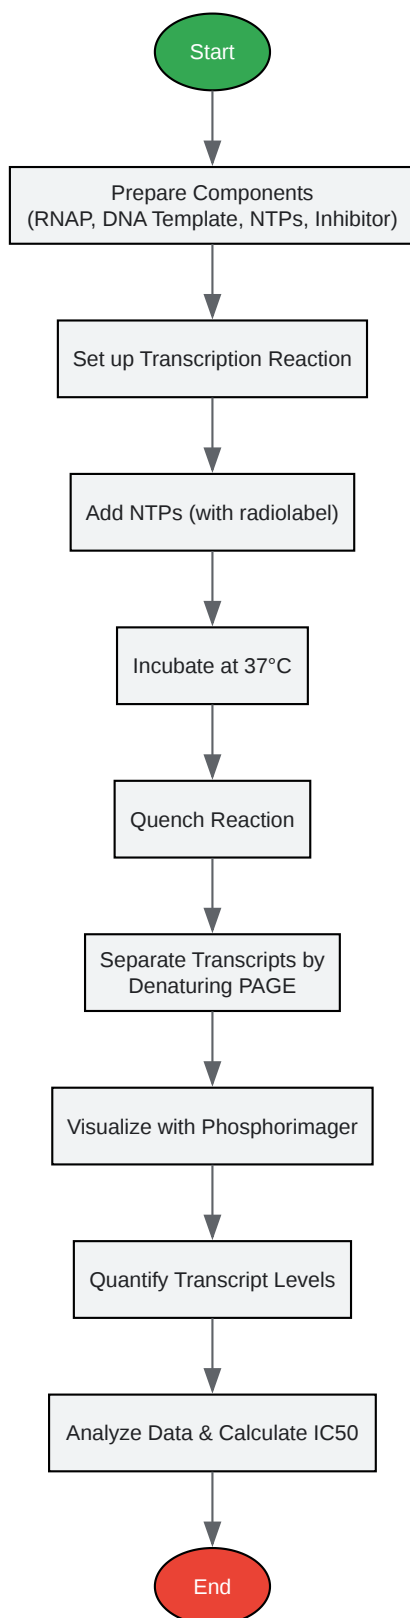 Start
Prepare Components
(RNAP, DNA Template, NTPs, Inhibitor)
Set up Transcription Reaction
Add NTPs (with radiolabel)
Incubate at 37°C
Quench Reaction
Separate Transcripts by
Denaturing PAGE
Visualize with Phosphorimager
Quantify Transcript Levels
Analyze Data & Calculate IC50
End